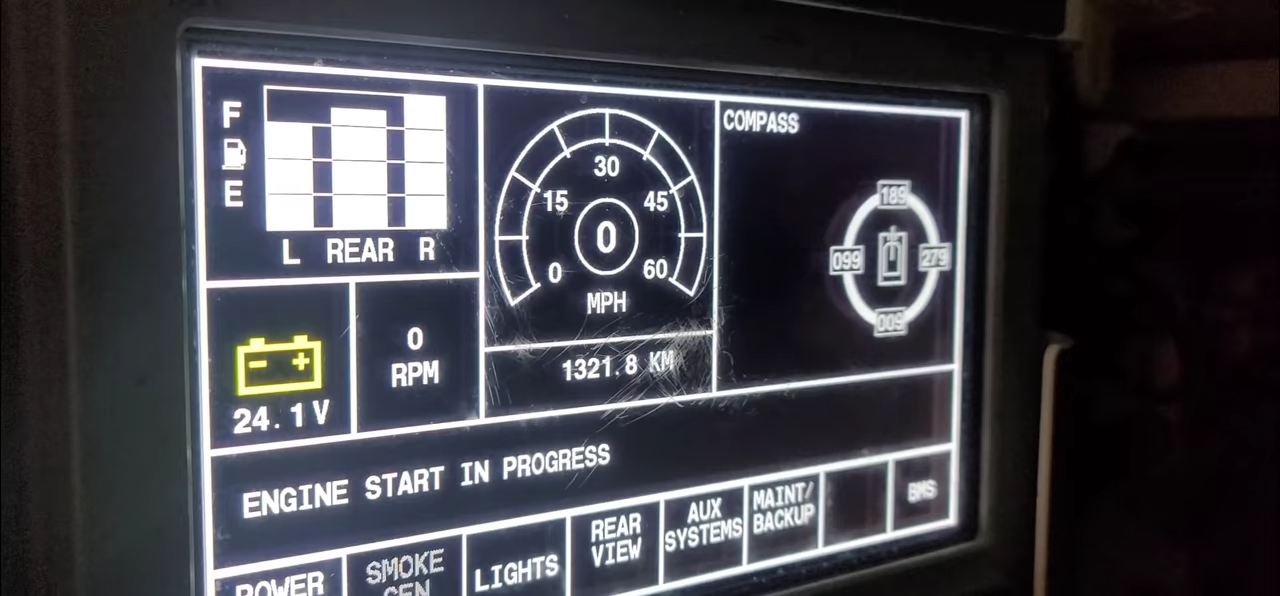 F
E
L REAR R
0
15
30
45
60
0
MPH
1321.8 KM
COMPASS
189
099
279
009
24.1V
0
RPM
ENGINE START IN PROGRESS
POWER
SMOKE
GEN
LIGHTS
REAR
VIEW
AUX
SYSTEMS
MAINT/
BACKUP
BMS